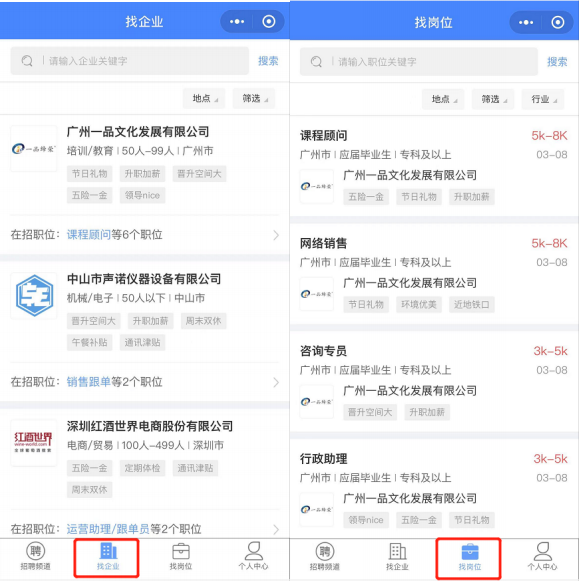 找企业
请输入企业关键字
搜索
地点
筛选
广州一品文化发展有限公司
培训/教育 | 50人-99人 | 广州市
节日礼物 升职加薪 晋升空间大
五险一金 领导nice
在招职位：课程顾问等6个职位
中山市声诺仪器设备有限公司
机械/电子 | 50人以下 | 中山市
晋升空间大 升职加薪 周末双休
午餐补贴 通讯津贴
在招职位：销售跟单等2个职位
红酒世界
wine-world.com
深圳红酒世界电商股份有限公司
电商/贸易 | 100人-499人 | 深圳市
五险一金 定期体检 通讯津贴
周末双休
在招职位：运营助理/跟单员等2个职位
聘
招聘频道
找企业
找岗位
个人中心
找岗位
请输入职位关键字
搜索
地点
筛选
行业
课程顾问 5k-8K
广州市 | 应届毕业生 | 专科及以上 03-08
广州一品文化发展有限公司
五险一金 节日礼物 升职加薪
网络销售 5k-8K
广州市 | 应届毕业生 | 专科及以上 03-08
广州一品文化发展有限公司
节日礼物 环境优美 近地铁口
咨询专员 3k-5k
广州市 | 应届毕业生 | 专科及以上 03-08
广州一品文化发展有限公司
晋升空间大 升职加薪
行政助理 3k-5k
广州市 | 应届毕业生 | 专科及以上 03-08
广州一品文化发展有限公司
领导nice 五险一金 节日礼物
聘
招聘频道
找企业
找岗位
个人中心